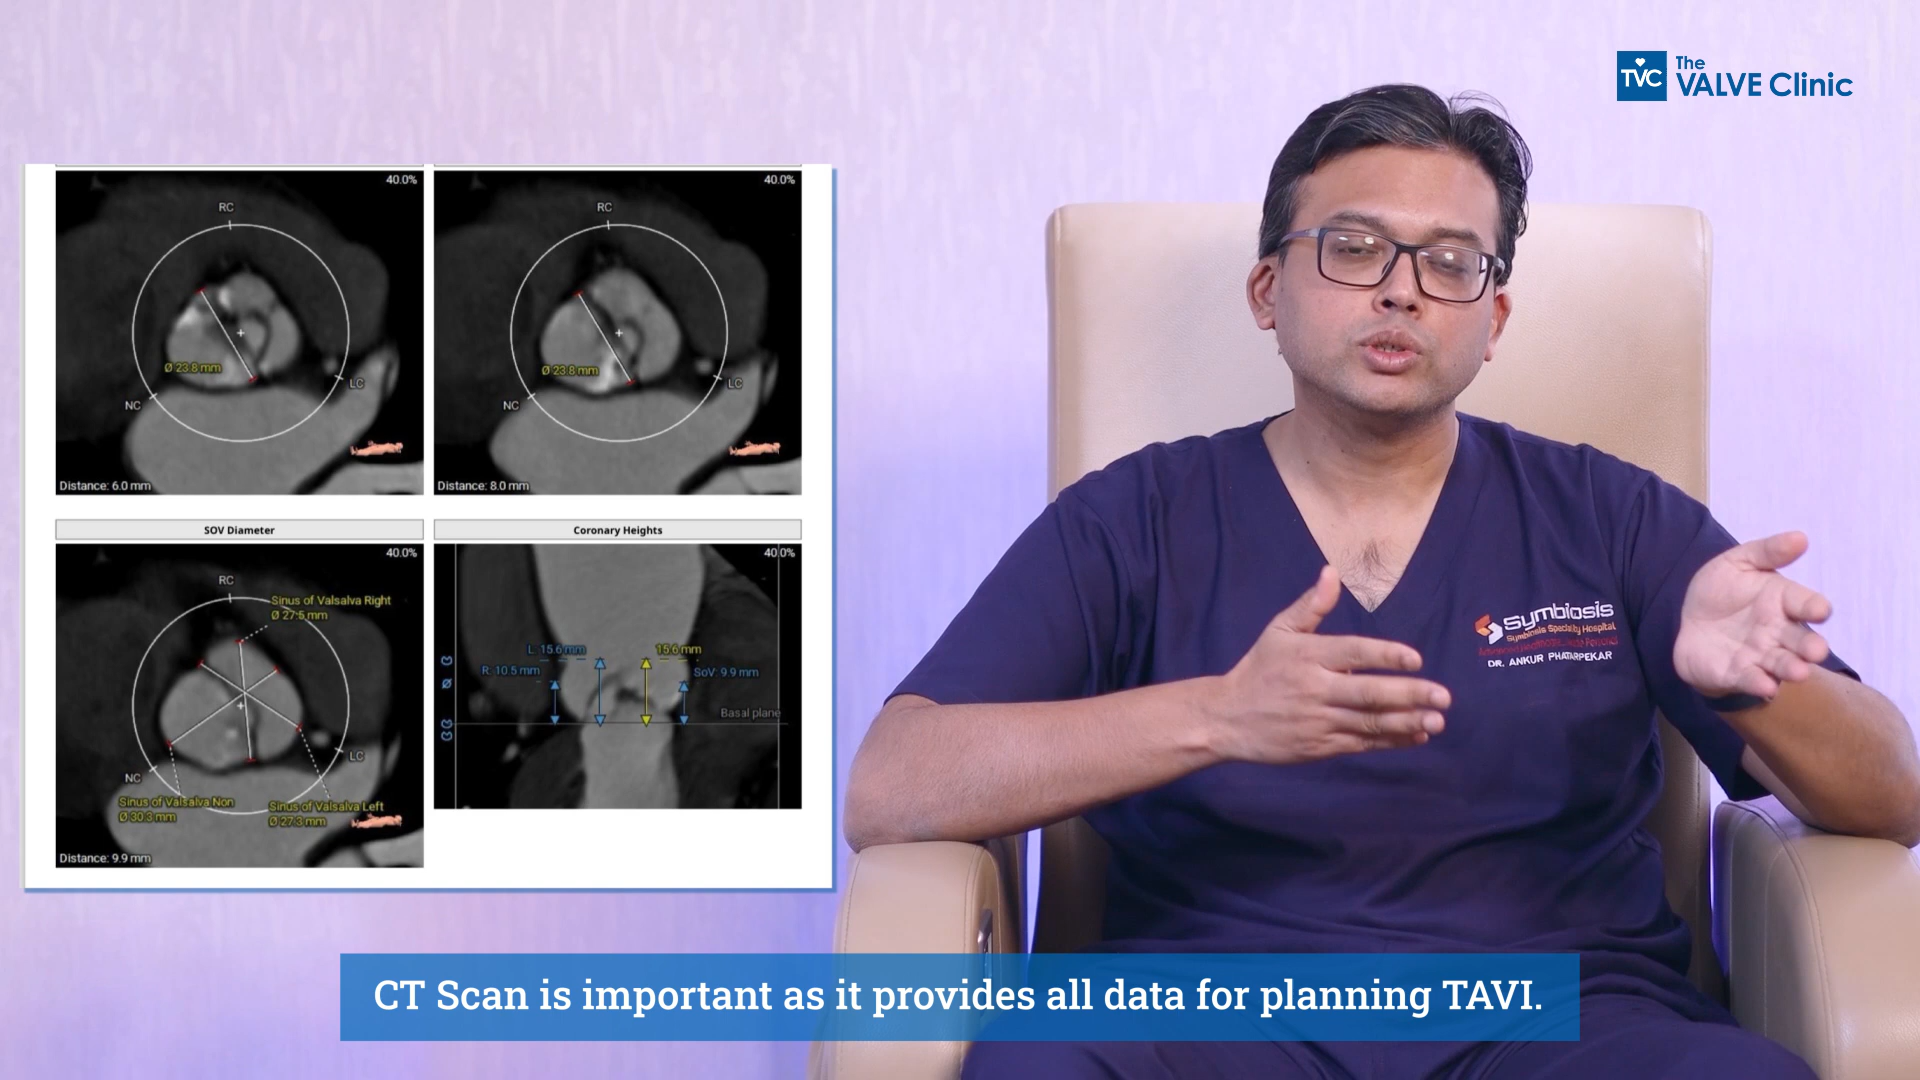 TVC
The
VALVE Clinic
40.0%
RC
LC
NC
Ø 23.8 mm
Distance: 6.0 mm
40.0%
RC
LC
NC
Ø 23.8 mm
Distance: 8.0 mm
SOV Diameter
40.0%
RC
Sinus of Valsalva Right
Ø 27.5 mm
LC
NC
Sinus of Valsalva Non
Ø 30.3 mm
Sinus of Valsalva Left
Ø 27.3 mm
Distance: 9.9 mm
Coronary Heights
40.0%
L: 15.6 mm
15.6 mm
R: 10.5 mm
SoV: 9.9 mm
Basal plane
Symbiosis
Symbiosis Speciality Hospital
DR. ANKUR PHATARPEKAR
CT Scan is important as it provides all data for planning TAVI.